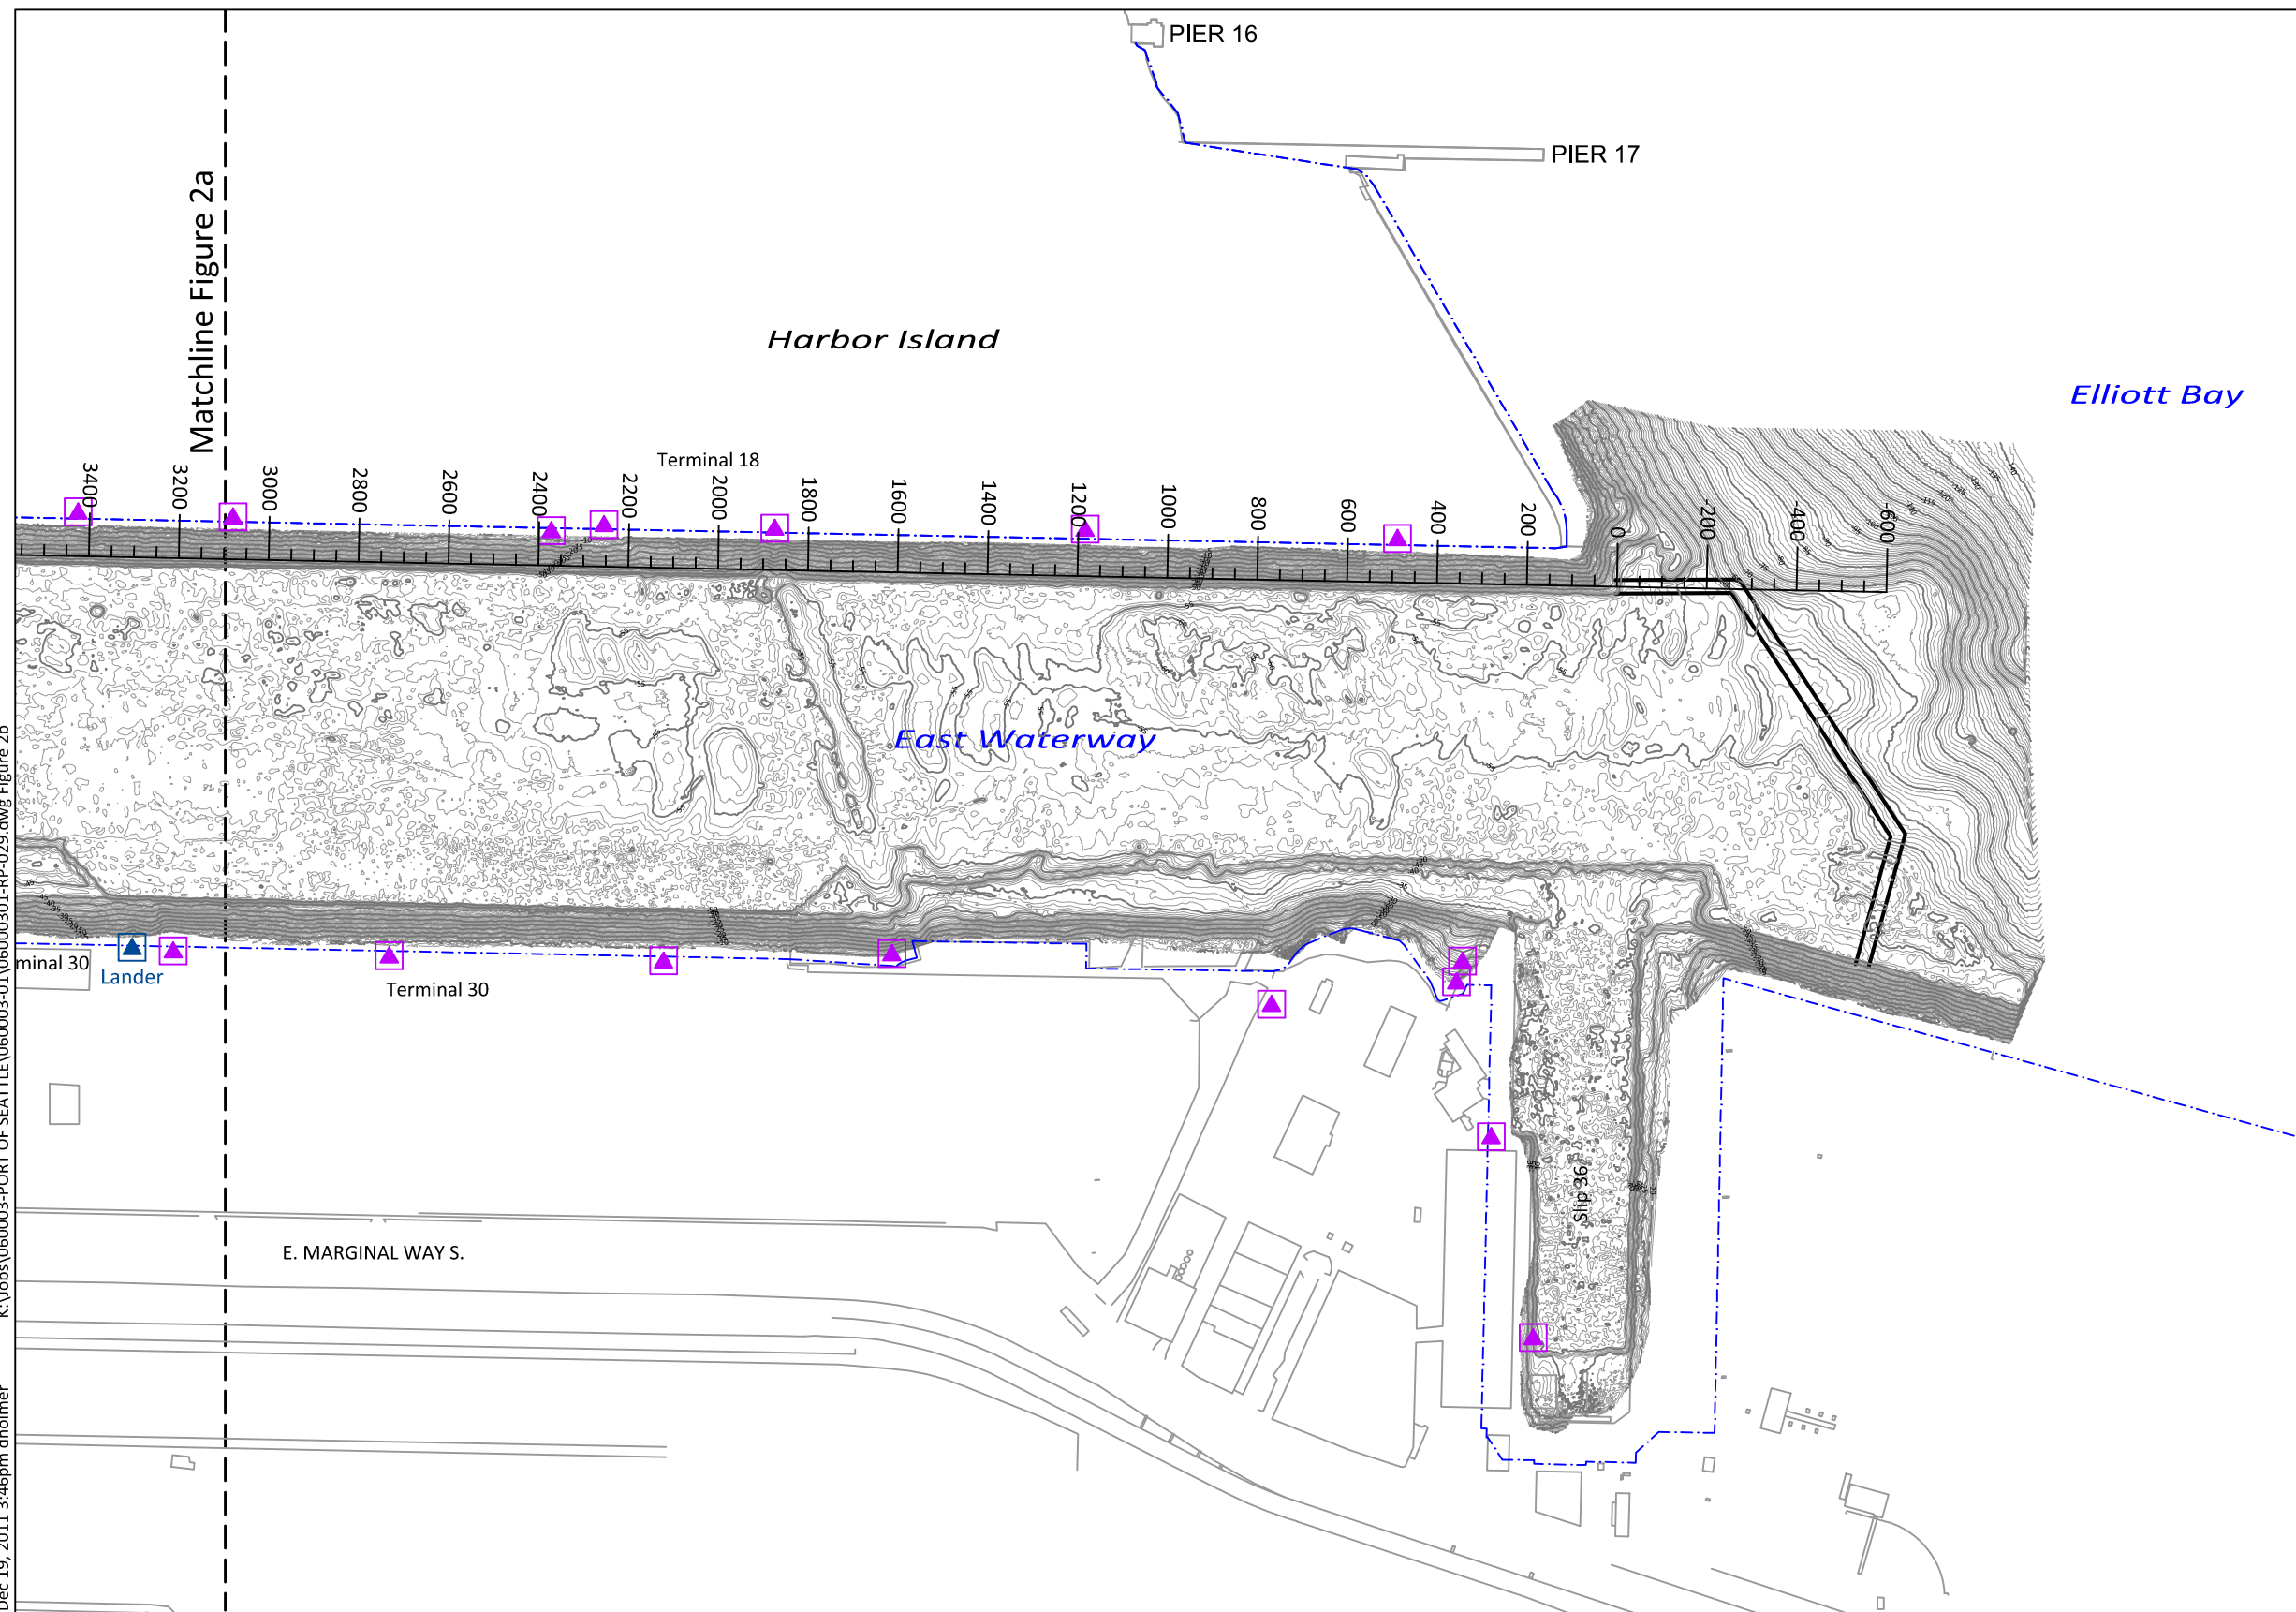 PIER 16
PIER 17
Matchline Figure 2a
Harbor Island
Elliott Bay
Terminal 18
3400
3200
3000
2800
2600
2400
2200
2000
1800
1600
1400
1200
1000
800
600
400
200
0
-200
-400
-600
East Waterway
minal 30
Lander
Terminal 30
Slip 36
E. MARGINAL WAY S.
K:\Jobs\060003-PORT OF SEATTLE\060003-01\06000301-RP-029.dwg Figure 2b
Dec 19, 2011 3:46pm dholmer